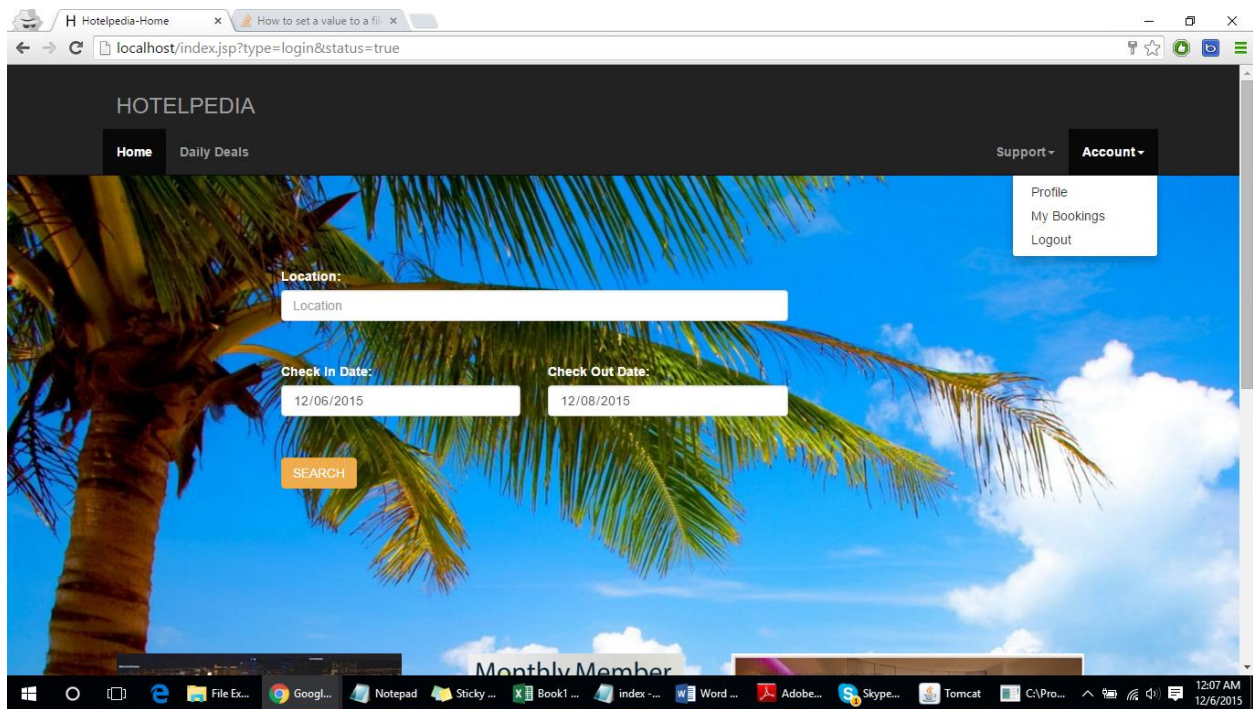 H Hotelpedia-Home
How to set a value to a fil
localhost/index.jsp?type=login&status=true
HOTELPEDIA
Home Daily Deals Support Account
Profile
My Bookings
Logout
Location:
Location
Check In Date: Check Out Date:
12/06/2015 12/08/2015
SEARCH
Monthly Member
File Ex... Googl... Notepad Sticky ... Book1 ... index -... Word ... Adobe... Skype... Tomcat C:\Pro... 12:07 AM
12/6/2015